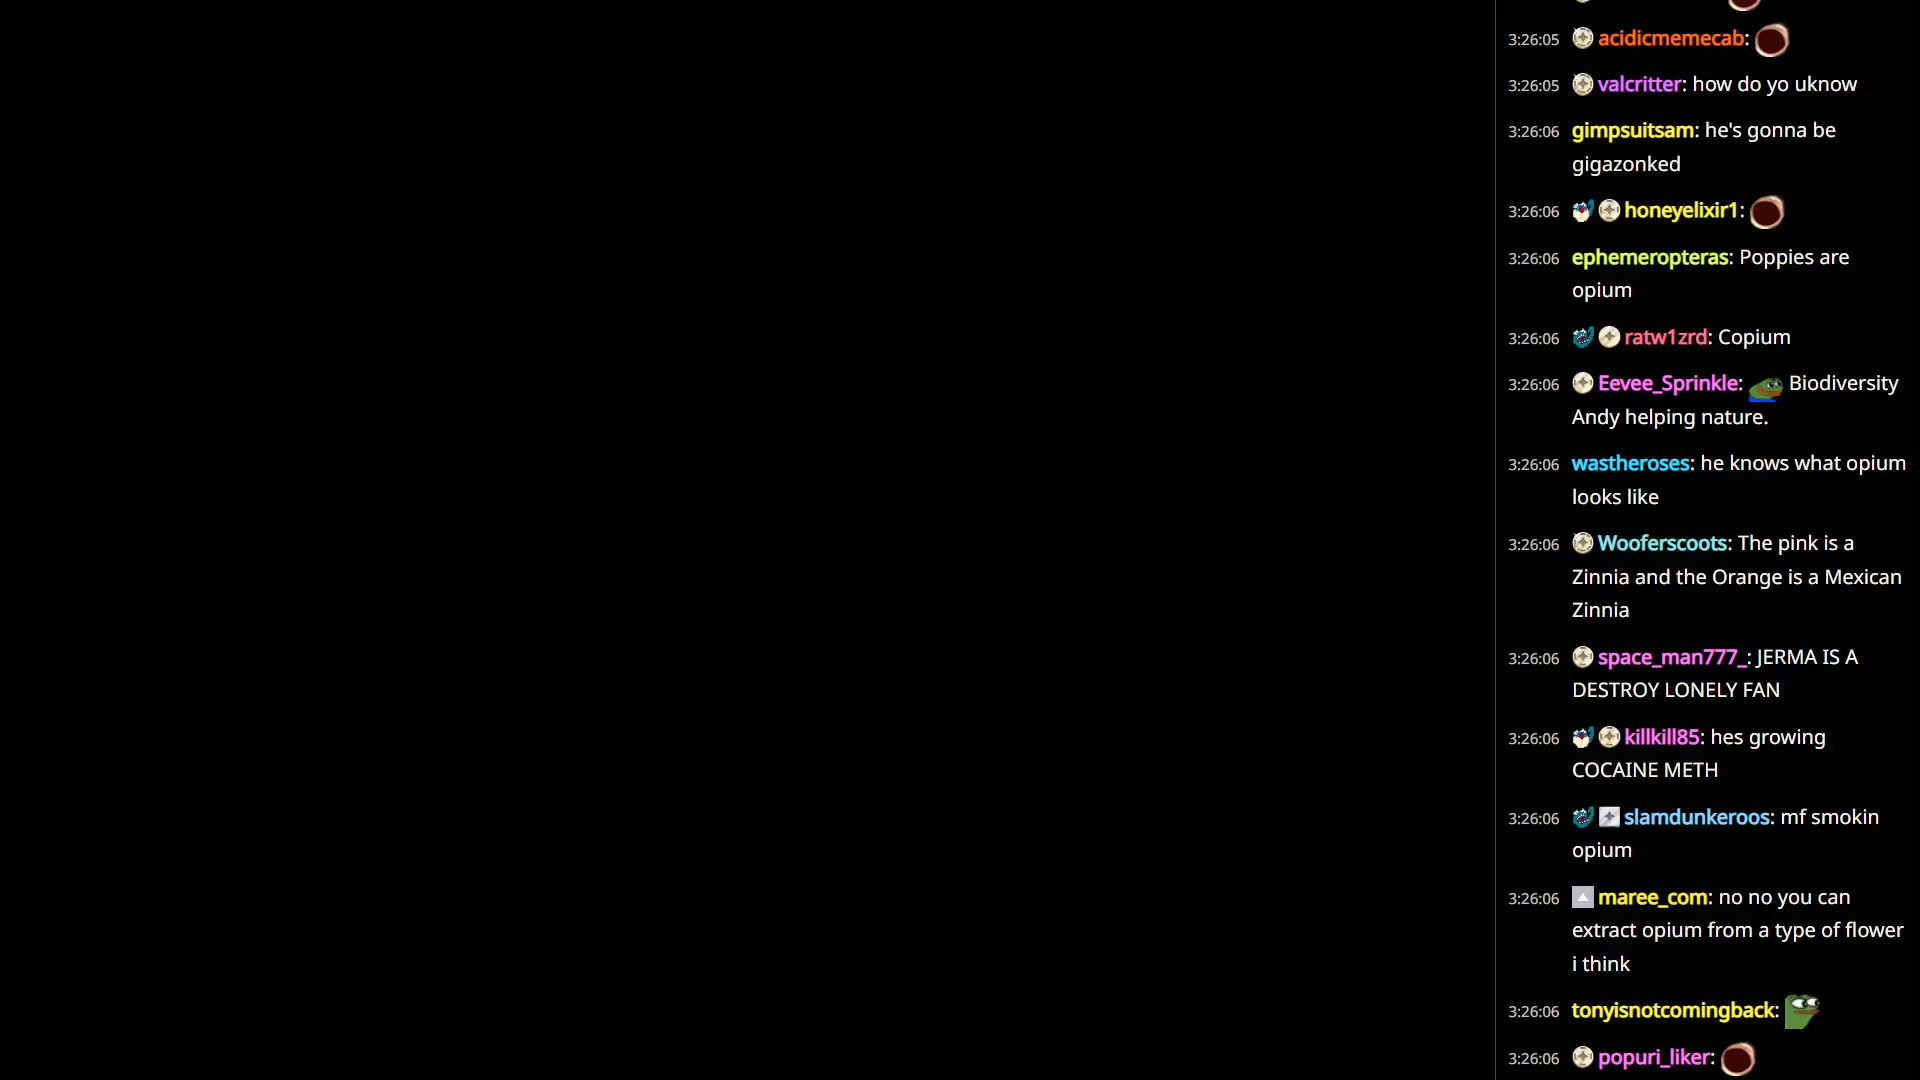 3:26:05 acidicmemecab:
3:26:05 valcritter: how do yo uknow
3:26:06 gimpsuitsam: he's gonna be
gigazonked
3:26:06 honeyelixir1:
3:26:06 ephemeropteras: Poppies are
opium
3:26:06 ratw1zrd: Copium
3:26:06 Eevee_Sprinkle: Biodiversity
Andy helping nature.
3:26:06 wastheroses: he knows what opium
looks like
3:26:06 Wooferscoots: The pink is a
Zinnia and the Orange is a Mexican
Zinnia
3:26:06 space_man777_: JERMA IS A
DESTROY LONELY FAN
3:26:06 killkill85: hes growing
COCAINE METH
3:26:06 slamdunkeroos: mf smokin
opium
3:26:06 maree_com: no no you can
extract opium from a type of flower
i think
3:26:06 tonyisnotcomingback:
3:26:06 popuri_liker: